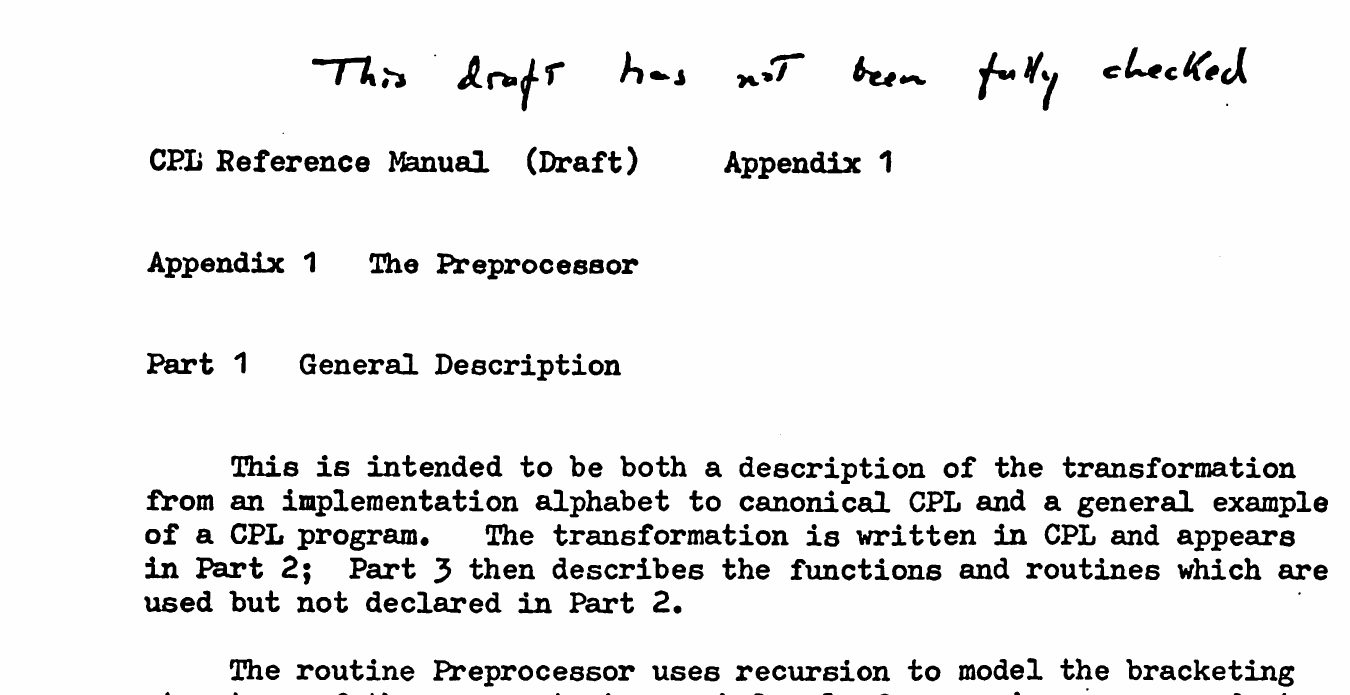 This draft has not been fully checked
CPL Reference Manual (Draft) Appendix 1
Appendix 1 The Preprocessor
Part 1 General Description
This is intended to be both a description of the transformation
from an implementation alphabet to canonical CPL and a general example
of a CPL program. The transformation is written in CPL and appears
in Part 2; Part 3 then describes the functions and routines which are
used but not declared in Part 2.
The routine Preprocessor uses recursion to model the bracketing